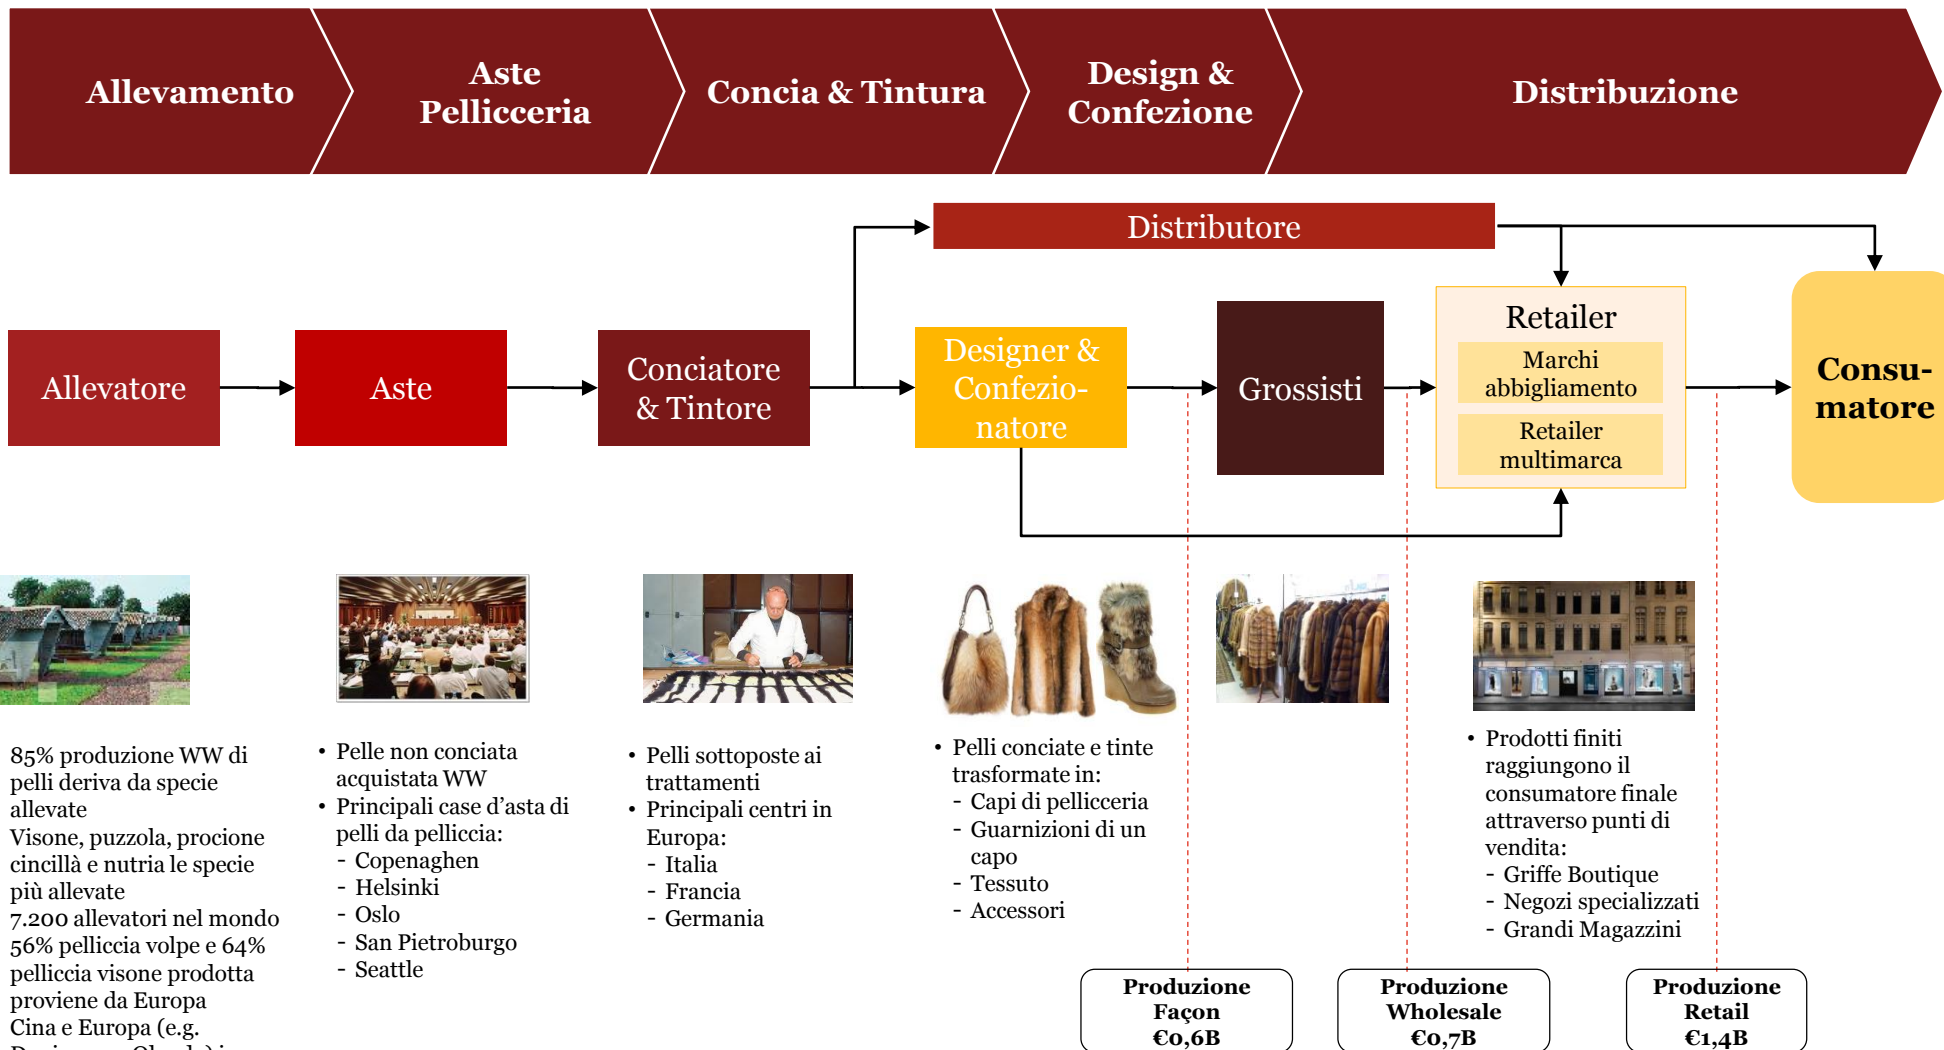 Allevamento
Aste
Pellicceria
Concia & Tintura
Design &
Confezione
Distribuzione
Distributore
Allevatore
Aste
Conciatore
& Tintore
Designer &
Confezio-
natore
Grossisti
Retailer
Marchi
abbigliamento
Retailer
multimarca
Consu-
matore
85% produzione WW di
pelli deriva da specie
allevate
Visone, puzzola, procione
cincillà e nutria le specie
più allevate
7.200 allevatori nel mondo
56% pelliccia volpe e 64%
pelliccia visone prodotta
proviene da Europa
Cina e Europa (e.g.
• Pelle non conciata
acquistata WW
• Principali case d'asta di
pelli da pelliccia:
- Copenaghen
- Helsinki
- Oslo
- San Pietroburgo
- Seattle
• Pelli sottoposte ai
trattamenti
• Principali centri in
Europa:
- Italia
- Francia
- Germania
• Pelli conciate e tinte
trasformate in:
- Capi di pellicceria
- Guarnizioni di un
capo
- Tessuto
- Accessori
• Prodotti finiti
raggiungono il
consumatore finale
attraverso punti di
vendita:
- Griffe Boutique
- Negozi specializzati
- Grandi Magazzini
Produzione
Façon
€0,6B
Produzione
Wholesale
€0,7B
Produzione
Retail
€1,4B